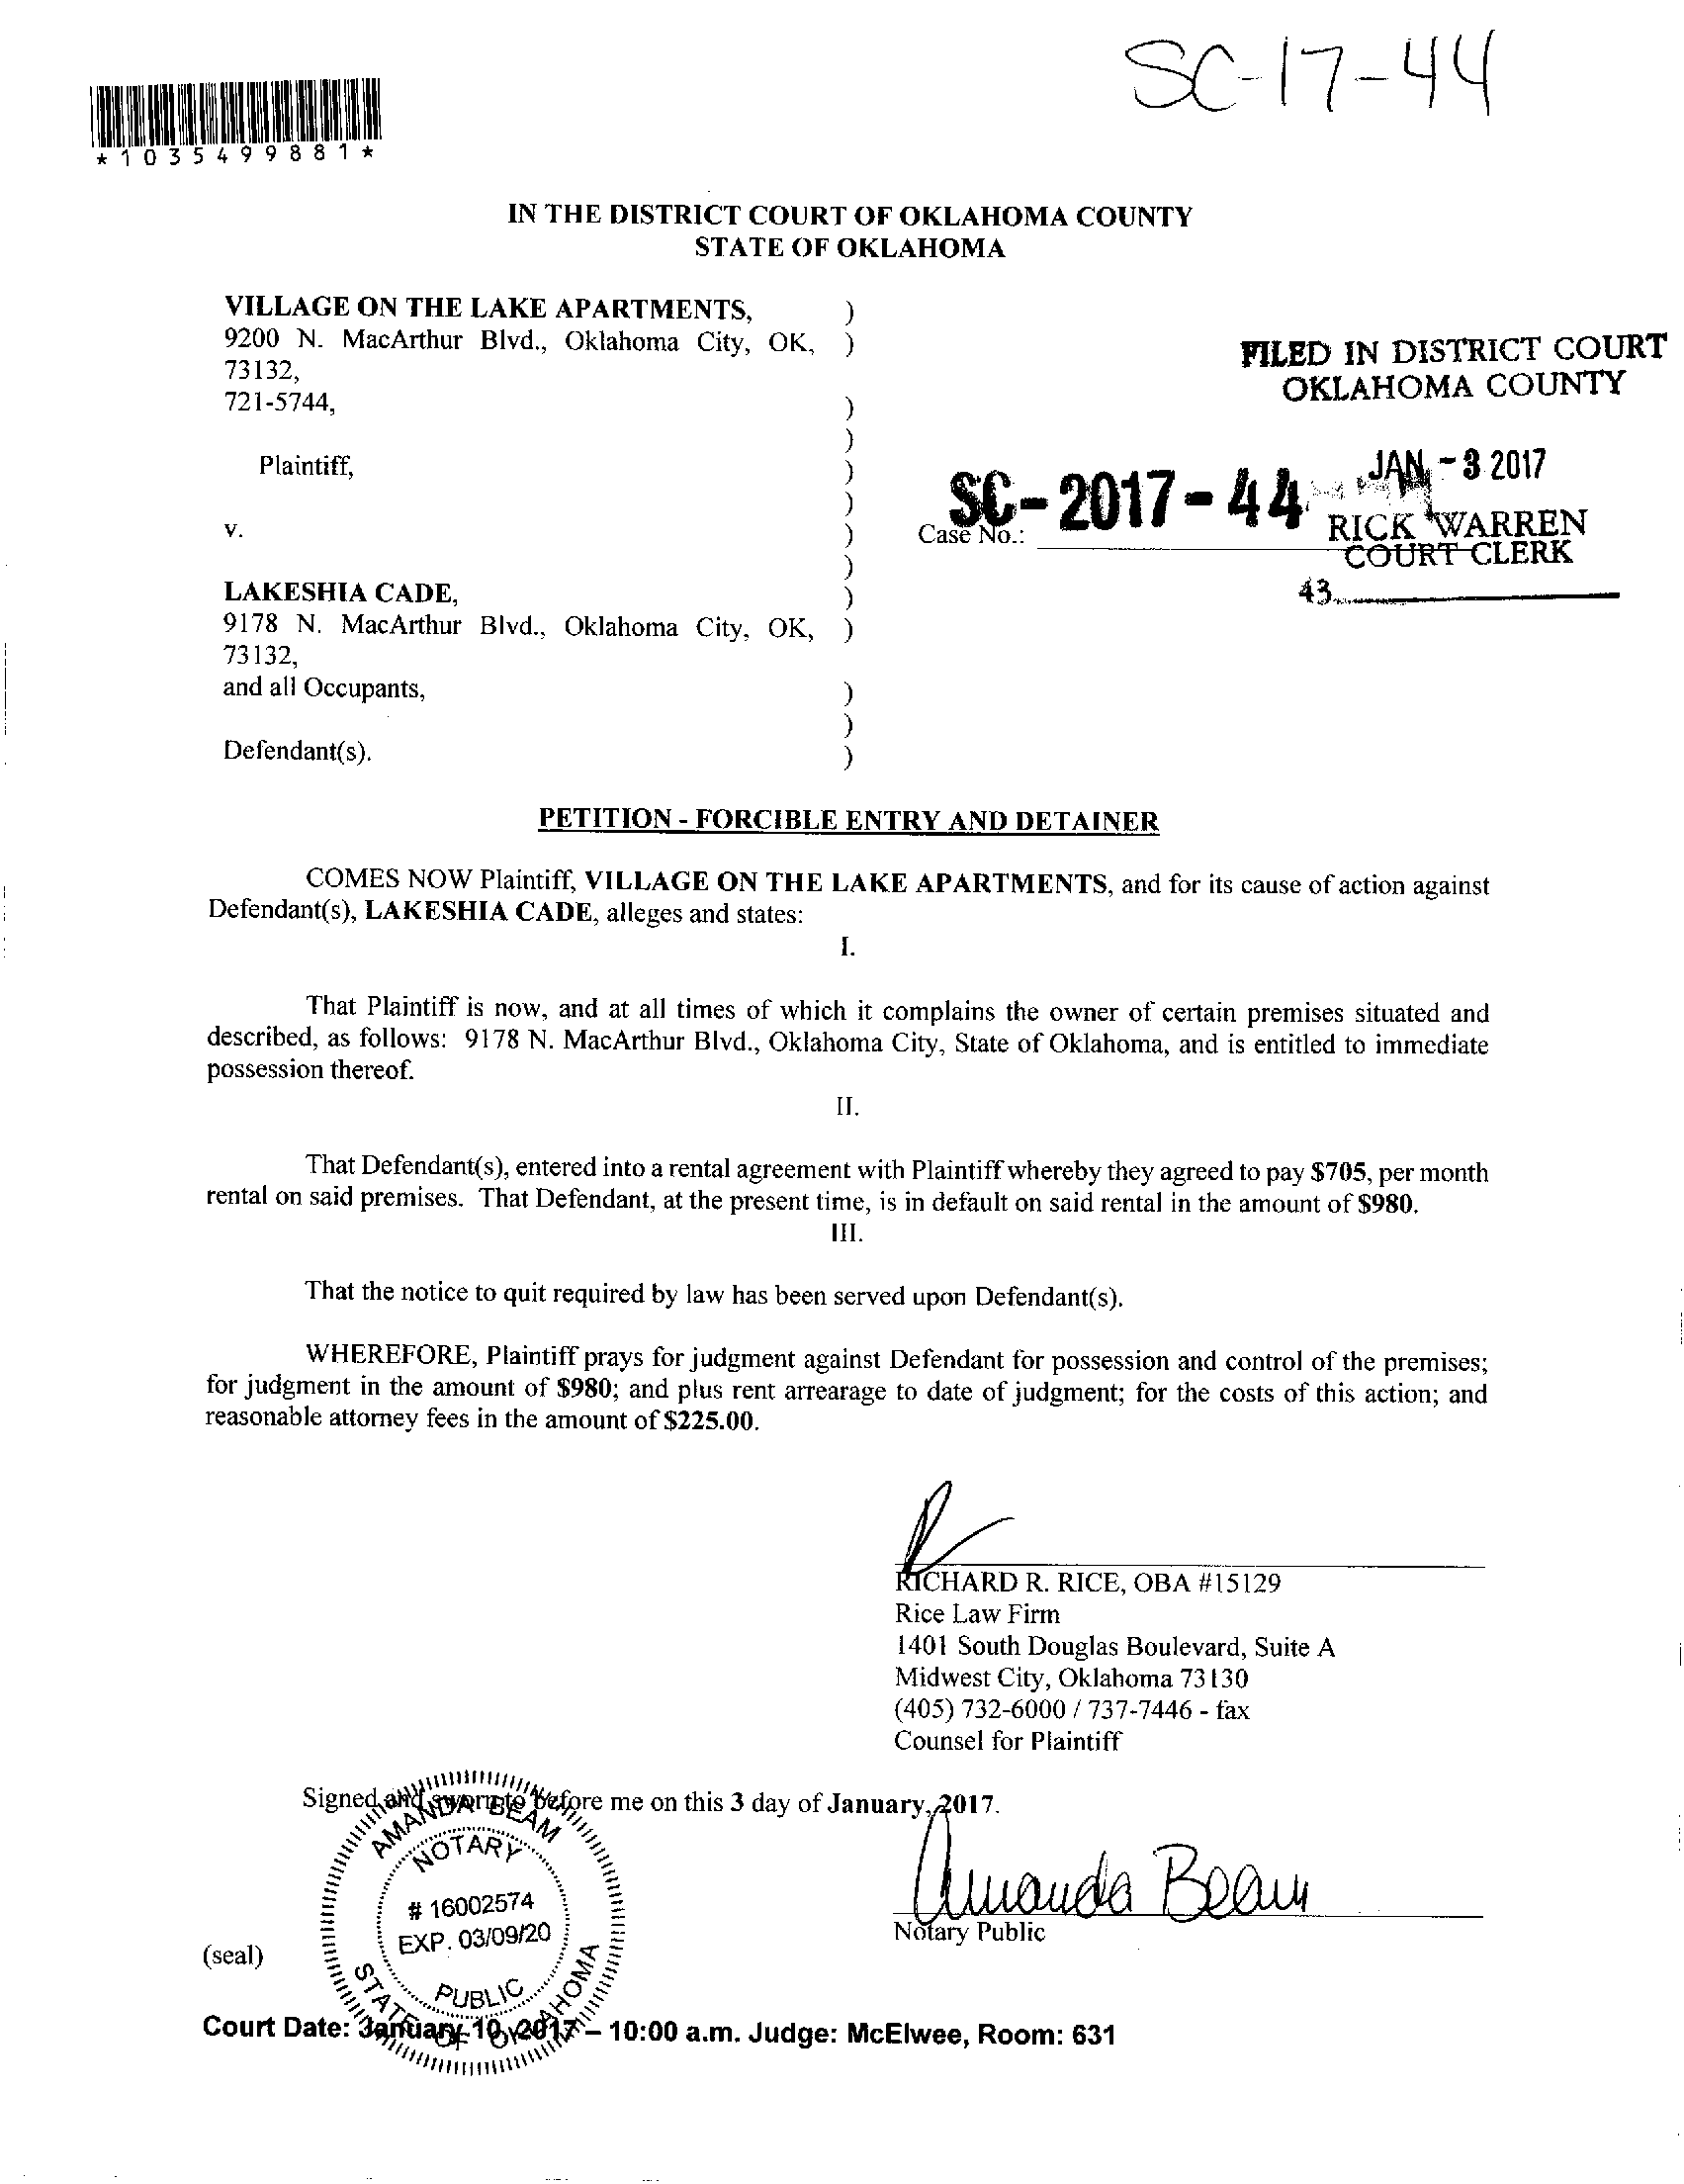 SC-17-44
*1035499881*
IN THE DISTRICT COURT OF OKLAHOMA COUNTY
STATE OF OKLAHOMA
VILLAGE ON THE LAKE APARTMENTS, )
9200 N. MacArthur Blvd., Oklahoma City, OK, )
73132,
721-5744, )
)
Plaintiff, )
)
v. )
)
LAKESHIA CADE, )
9178 N. MacArthur Blvd., Oklahoma City, OK, )
73132,
and all Occupants, )
)
Defendant(s). )
FILED IN DISTRICT COURT
OKLAHOMA COUNTY
JAN - 3 2017
RICK WARREN
COURT CLERK
43
Case No.: SC-2017-44
PETITION - FORCIBLE ENTRY AND DETAINER
COMES NOW Plaintiff, VILLAGE ON THE LAKE APARTMENTS, and for its cause of action against
Defendant(s), LAKESHIA CADE, alleges and states:
I.
That Plaintiff is now, and at all times of which it complains the owner of certain premises situated and
described, as follows: 9178 N. MacArthur Blvd., Oklahoma City, State of Oklahoma, and is entitled to immediate
possession thereof.
II.
That Defendant(s), entered into a rental agreement with Plaintiff whereby they agreed to pay $705, per month
rental on said premises. That Defendant, at the present time, is in default on said rental in the amount of $980.
III.
That the notice to quit required by law has been served upon Defendant(s).
WHEREFORE, Plaintiff prays for judgment against Defendant for possession and control of the premises;
for judgment in the amount of $980; and plus rent arrearage to date of judgment; for the costs of this action; and
reasonable attorney fees in the amount of $225.00.
RICHARD R. RICE, OBA #15129
Rice Law Firm
1401 South Douglas Boulevard, Suite A
Midwest City, Oklahoma 73130
(405) 732-6000 / 737-7446 - fax
Counsel for Plaintiff
Signed and sworn to before me on this 3 day of January, 2017.
AMANDA BEAM
NOTARY
# 16002574
EXP. 03/09/20
PUBLIC
STATE OF OKLAHOMA
Amanda Beam
Notary Public
(seal)
Court Date: January 10, 2017 – 10:00 a.m. Judge: McElwee, Room: 631